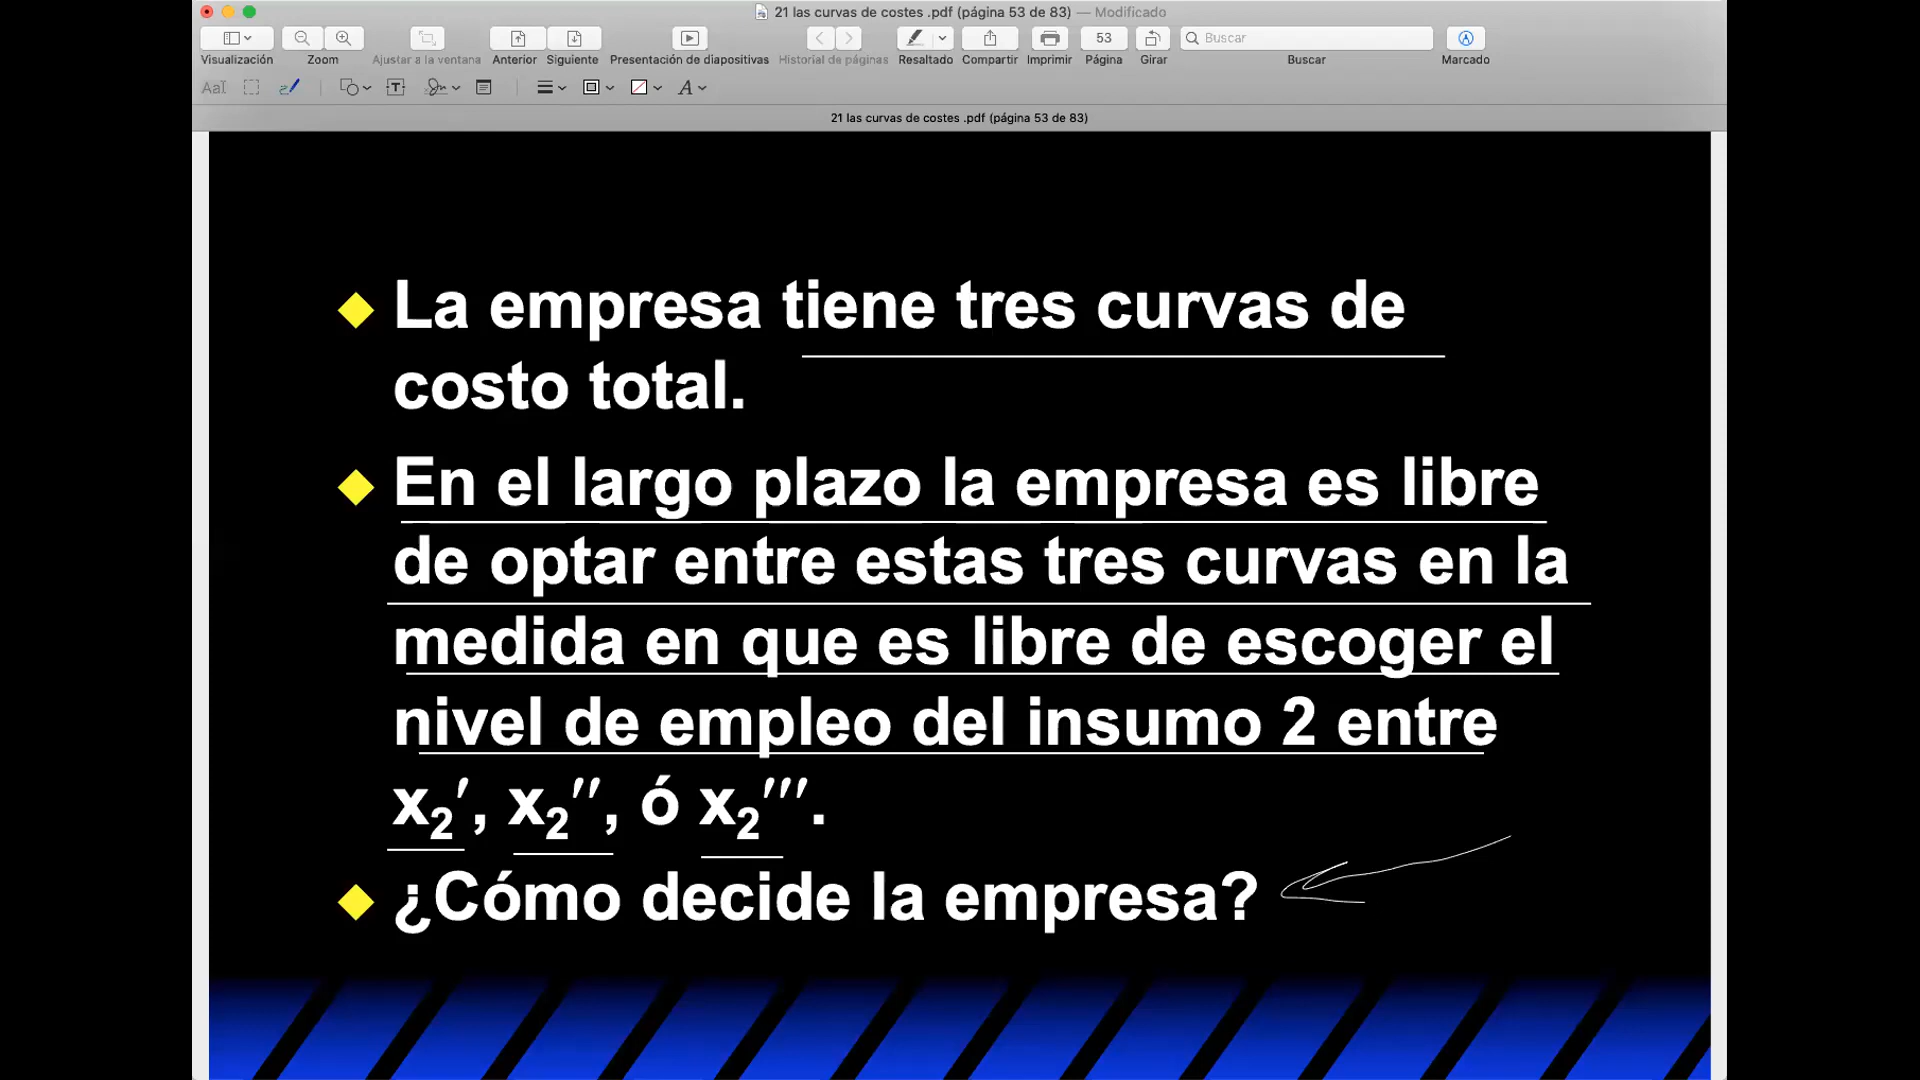 21 las curvas de costes .pdf (página 53 de 83) — Modificado
53
Buscar
Visualización Zoom Ajustar a la ventana Anterior Siguiente Presentación de diapositivas Historial de páginas Resaltado Compartir Imprimir Página Girar Buscar Marcado
21 las curvas de costes .pdf (página 53 de 83)
La empresa tiene tres curvas de
costo total.
En el largo plazo la empresa es libre
de optar entre estas tres curvas en la
medida en que es libre de escoger el
nivel de empleo del insumo 2 entre
x₂′, x₂′′, ó x₂′′′.
¿Cómo decide la empresa?